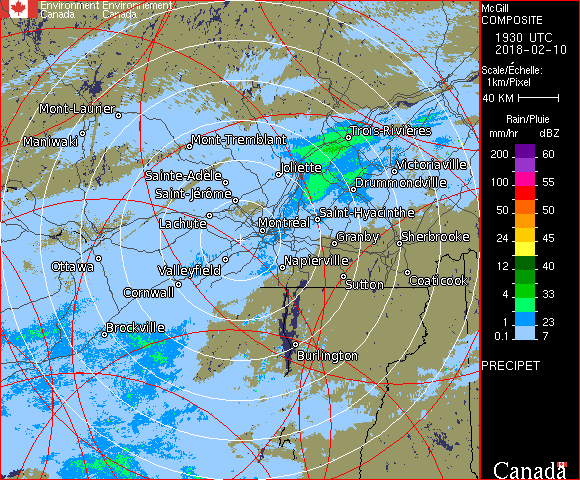 Environment Environnement
Canada Canada
McGill
COMPOSITE
1930 UTC
2018-02-10
Scale/Échelle:
1km/Pixel
40 KM
Rain/Pluie
mm/hr dBZ
200 60
100 55
50 50
24 45
12 40
4 33
1 23
0.1 7
PRECIPET
Canada
Mont-Laurier
Maniwaki
Mont-Tremblant
Trois-Rivières
Sainte-Adèle
Joliette
Victoriaville
Saint-Jérôme
Drummondville
Lachute
Montréal
Saint-Hyacinthe
Granby
Sherbrooke
Ottawa
Valleyfield
Napierville
Cornwall
Sutton
Coaticook
Brockville
Burlington